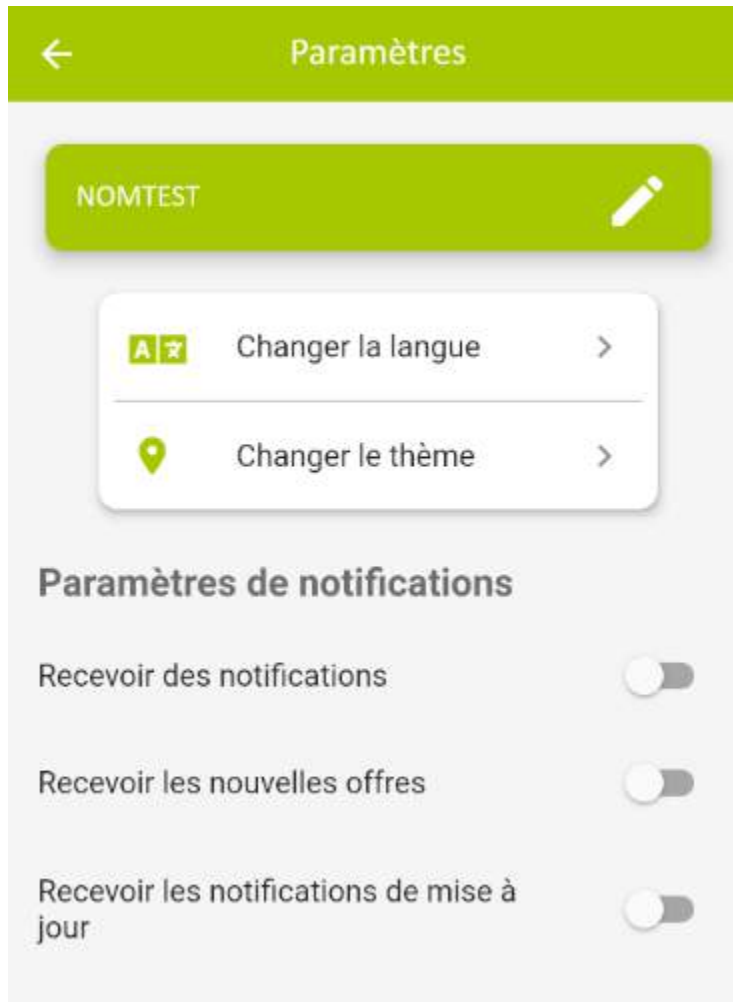 Paramètres
NOMTEST
Changer la langue
Changer le thème
Paramètres de notifications
Recevoir des notifications
Recevoir les nouvelles offres
Recevoir les notifications de mise à
jour